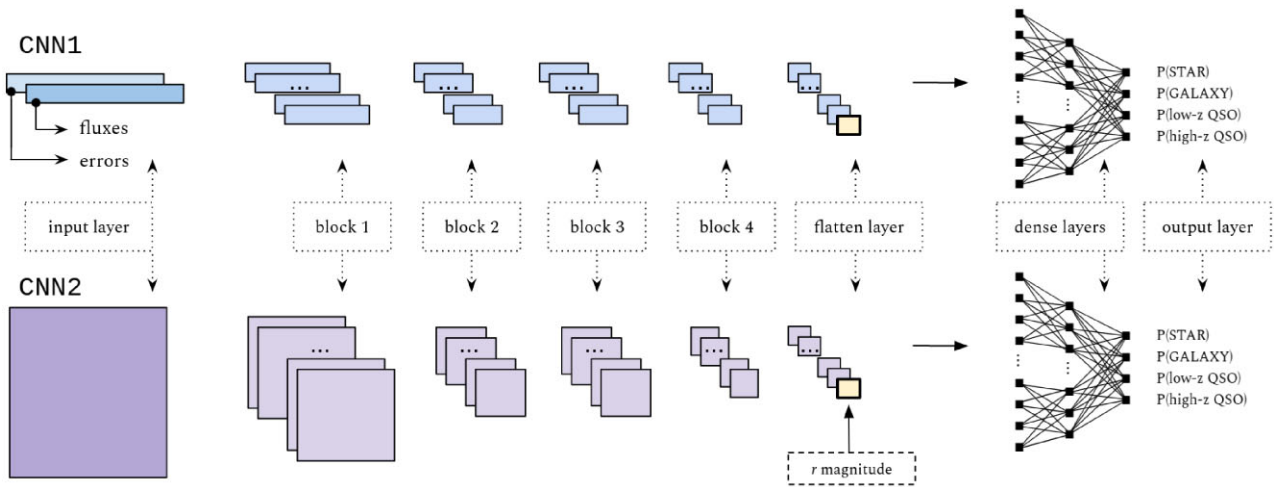 CNN1
fluxes
errors
...
...
...
...
...
P(STAR)
P(GALAXY)
P(low-z QSO)
P(high-z QSO)
input layer
block 1
block 2
block 3
block 4
flatten layer
dense layers
output layer
CNN2
...
...
...
...
...
P(STAR)
P(GALAXY)
P(low-z QSO)
P(high-z QSO)
r magnitude